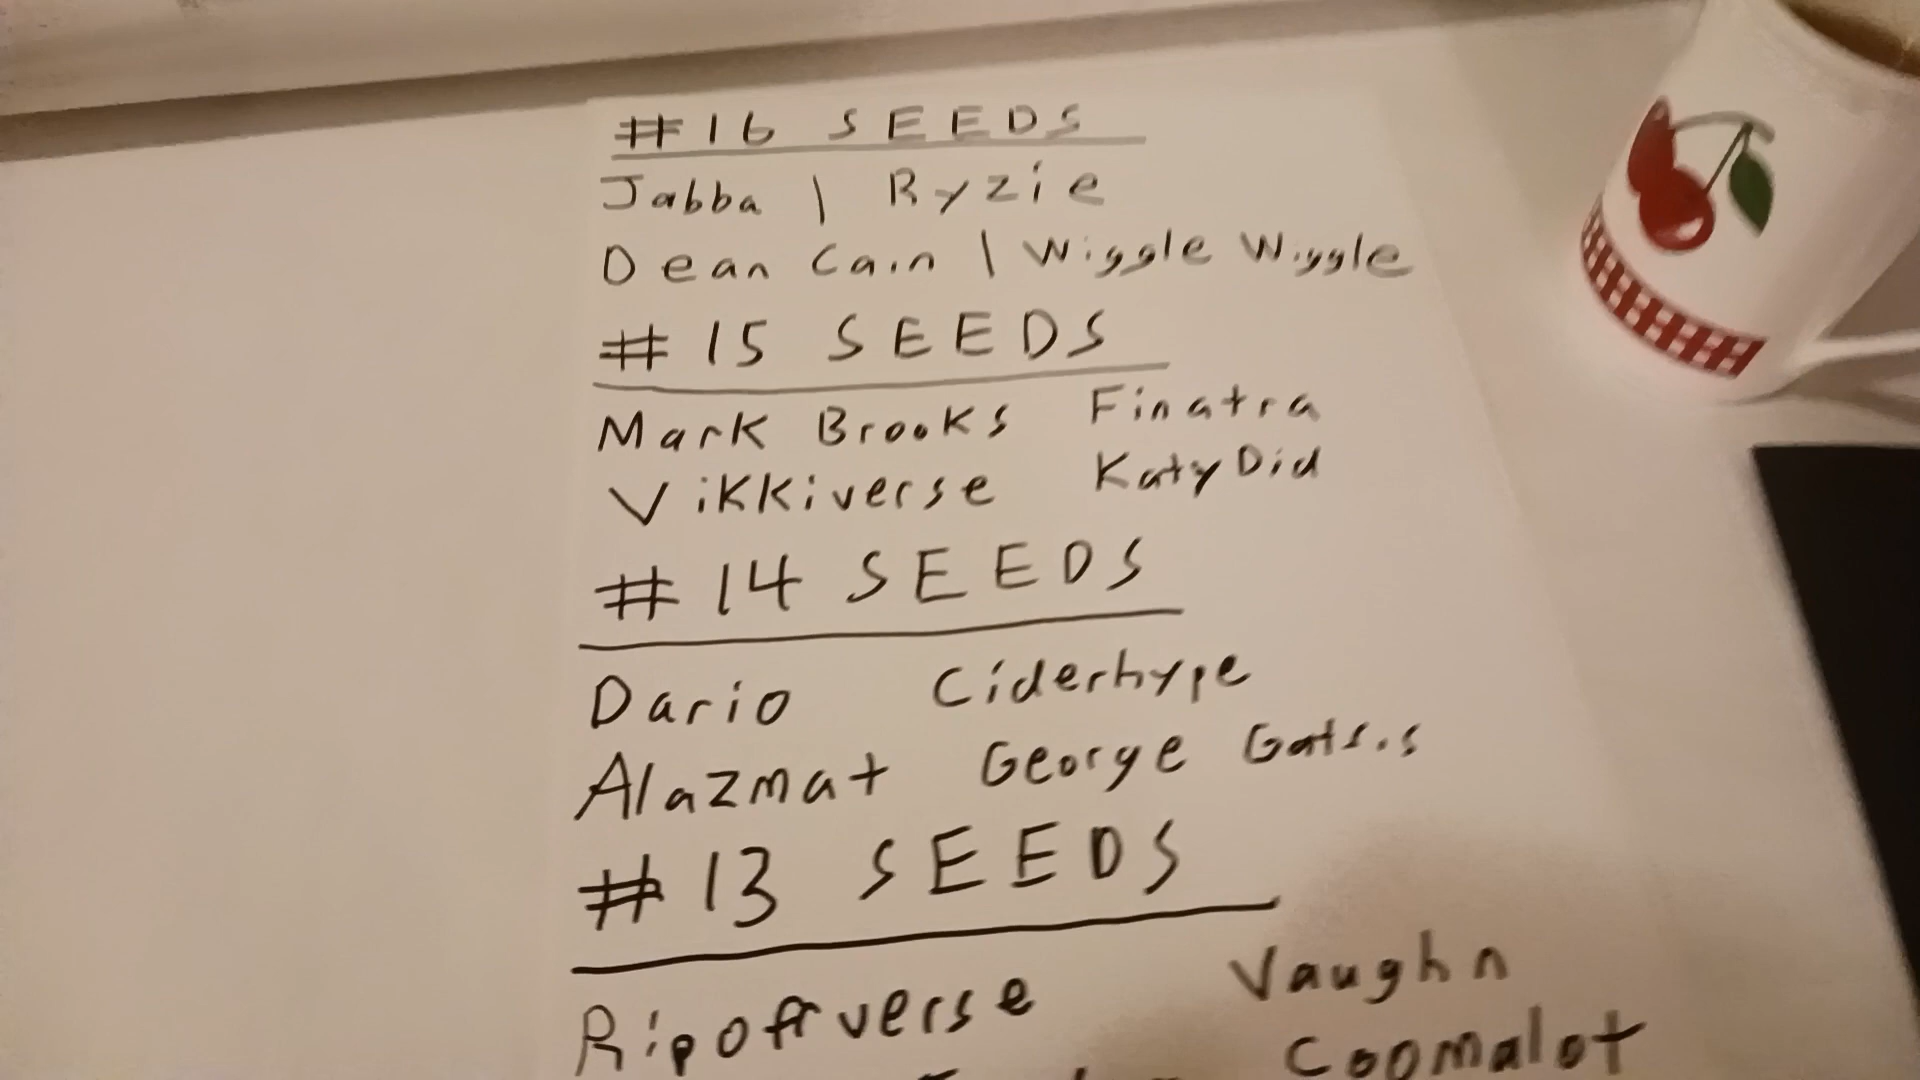 #16 SEEDS
Jabba | Ryzie
Dean Cain | Wiggle Wiggle
#15 SEEDS
Mark Brooks Finatra
Vikkiverse KatyDid
#14 SEEDS
Dario Ciderhype
Alazmat George Gatsis
#13 SEEDS
Ripoffverse Vaughn
Coomalot